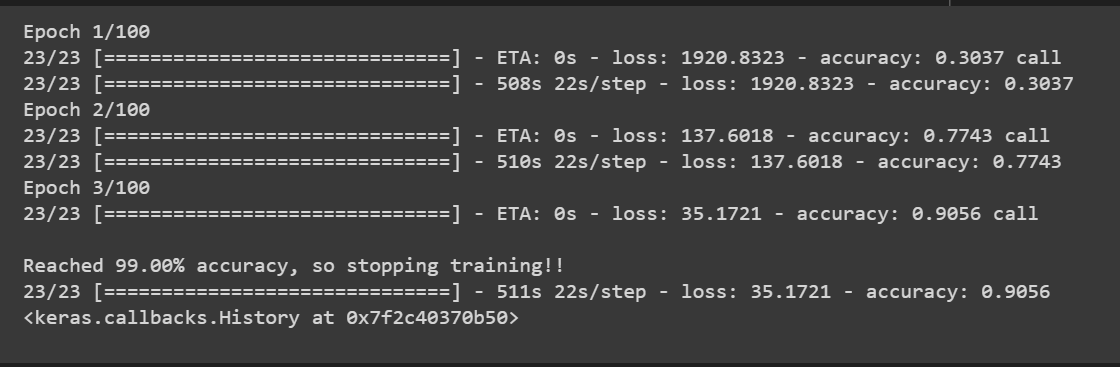 Epoch 1/100
23/23 [==============================] - ETA: 0s - loss: 1920.8323 - accuracy: 0.3037 call
23/23 [==============================] - 508s 22s/step - loss: 1920.8323 - accuracy: 0.3037
Epoch 2/100
23/23 [==============================] - ETA: 0s - loss: 137.6018 - accuracy: 0.7743 call
23/23 [==============================] - 510s 22s/step - loss: 137.6018 - accuracy: 0.7743
Epoch 3/100
23/23 [==============================] - ETA: 0s - loss: 35.1721 - accuracy: 0.9056 call
Reached 99.00% accuracy, so stopping training!!
23/23 [==============================] - 511s 22s/step - loss: 35.1721 - accuracy: 0.9056
<keras.callbacks.History at 0x7f2c40370b50>